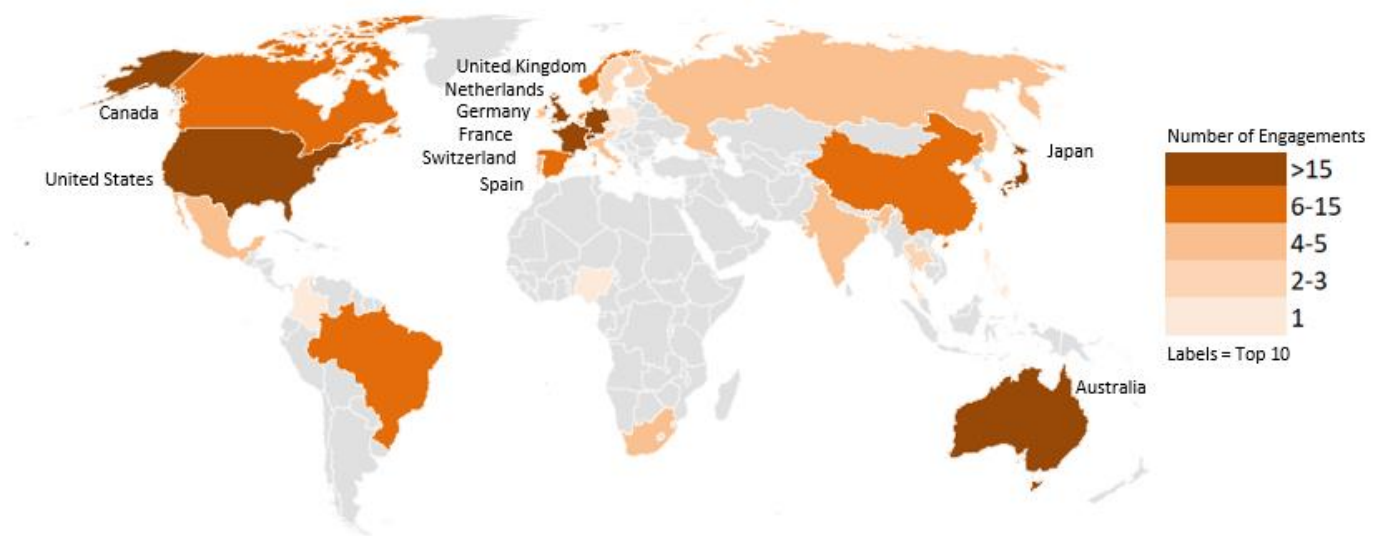 United Kingdom
Netherlands
Canada
Germany
France
Switzerland
United States
Spain
Japan
Australia
Number of Engagements
>15
6-15
4-5
2-3
1
Labels = Top 10